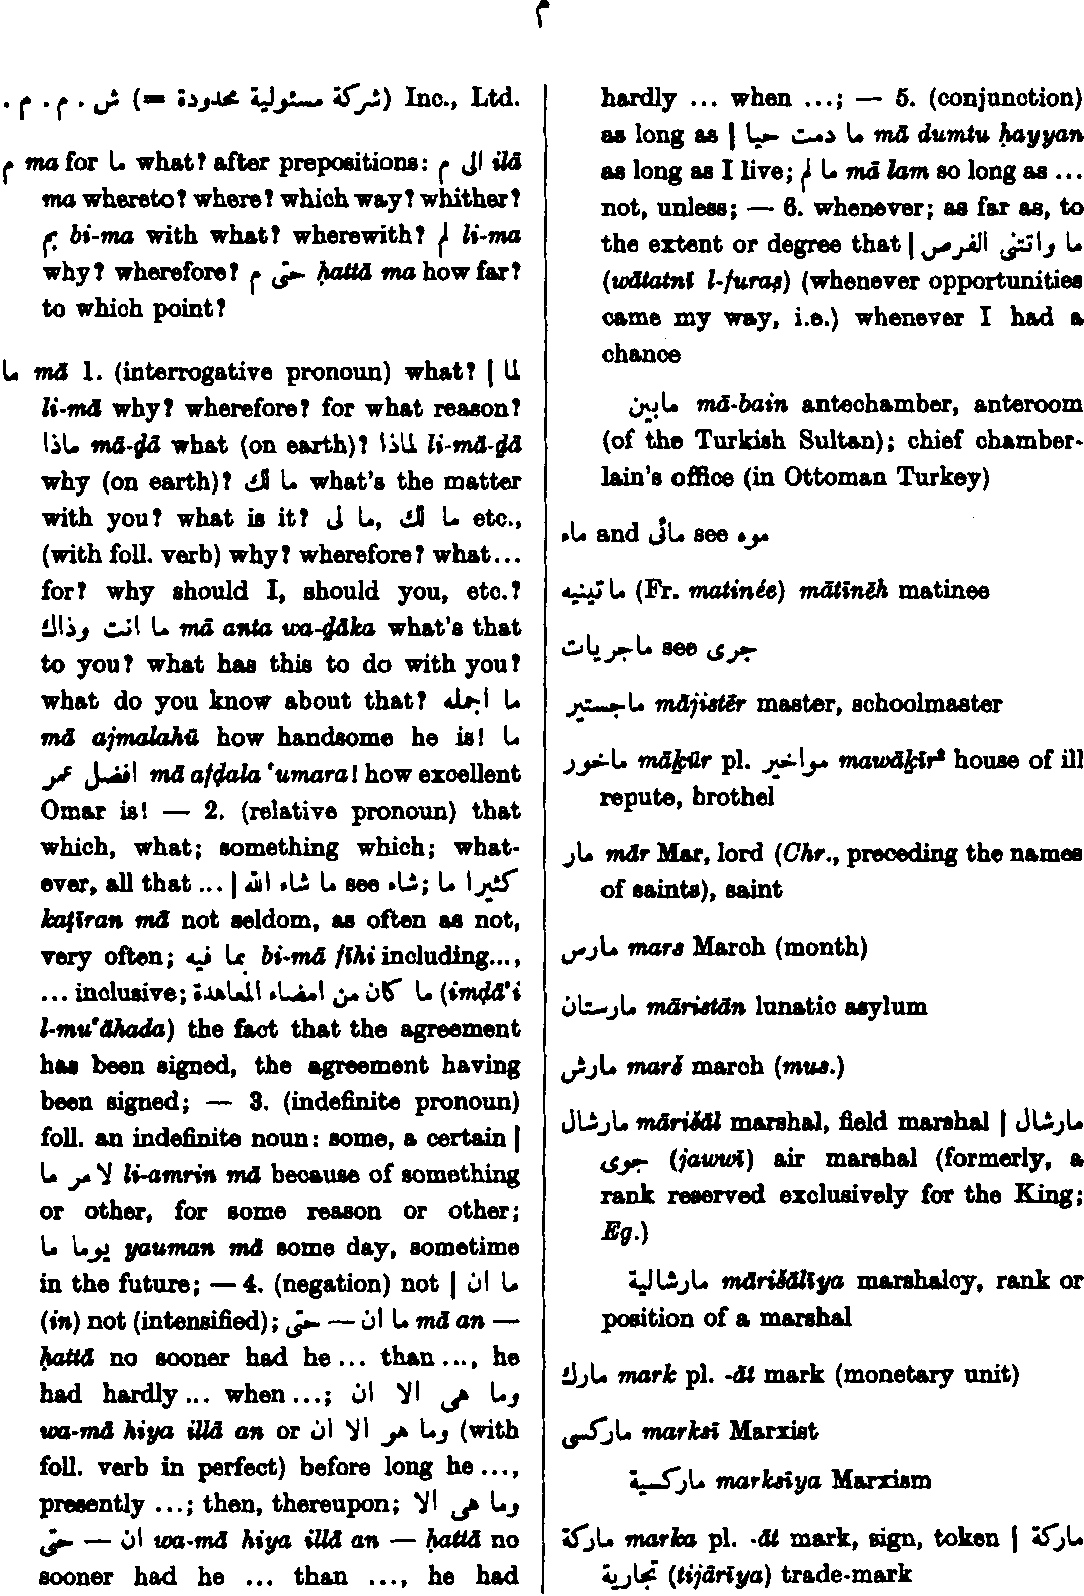 م
ش . م . م . (= شركة مسئولية محدودة) Inc., Ltd.
م ma for ما what? after prepositions: الى م ilā
ma whereto? where? which way? whither?
بم bi-ma with what? wherewith? لم li-ma
why? wherefore? حتى م ḥattā ma how far?
to which point?
ما mā 1. (interrogative pronoun) what? | لما
li-mā why? wherefore? for what reason?
ماذا mā-ḏā what (on earth)? لماذا li-mā-ḏā
why (on earth)? ما لك what's the matter
with you? what is it? ما لك ,ما لى etc.,
(with foll. verb) why? wherefore? what...
for? why should I, should you, etc.?
ما انت وذاك mā anta wa-ḏāka what's that
to you? what has this to do with you?
what do you know about that? ما اجمله
mā ajmalahū how handsome he is! ما
افضل عمر mā afḍala ‘umara! how excellent
Omar is! — 2. (relative pronoun) that
which, what; something which; what-
ever, all that ... | ما شاء الله see شاء; كثيرا ما
kaṯīran mā not seldom, as often as not,
very often; بما فيه bi-mā fīhi including...,
... inclusive; ما كان من امضاء المعاهدة (imḍā’i
l-mu‘āhada) the fact that the agreement
has been signed, the agreement having
been signed; — 3. (indefinite pronoun)
foll. an indefinite noun: some, a certain |
لامر ما li-amrin mā because of something
or other, for some reason or other;
يوما ما yauman mā some day, sometime
in the future; — 4. (negation) not | ما ان
(in) not (intensified); ما ان — حتى mā an —
ḥattā no sooner had he ... than ..., he
had hardly ... when ...; وما هى الا ان
wa-mā hiya illā an or وما هو الا ان (with
foll. verb in perfect) before long he ...,
presently ...; then, thereupon; وما هى الا
ان — حتى wa-mā hiya illā an — ḥattā no
sooner had he ... than ..., he had
hardly ... when ...; — 5. (conjunction)
as long as | ما دمت حيا mā dumtu ḥayyan
as long as I live; ما لم mā lam so long as ...
not, unless; — 6. whenever; as far as, to
the extent or degree that | ما واتتنى الفرص
(wātatnī l-furaṣ) (whenever opportunities
came my way, i.e.) whenever I had a
chance
مابين mā-bain antechamber, anteroom
(of the Turkish Sultan); chief chamber-
lain's office (in Ottoman Turkey)
ماء and مائى see موه
ماتينيه (Fr. matinée) mātīnēh matinee
ماجريات see جرى
ماجستير mājistēr master, schoolmaster
ماخور māḵūr pl. مواخير mawāḵīr² house of ill
repute, brothel
مار mār Mar, lord (Chr., preceding the names
of saints), saint
مارس mars March (month)
مارستان māristān lunatic asylum
مارش marš march (mus.)
مارشال mārišāl marshal, field marshal | مارشال
جوى (jawwī) air marshal (formerly, a
rank reserved exclusively for the King;
Eg.)
مارشالية mārišālīya marshalcy, rank or
position of a marshal
مارك mark pl. -āt mark (monetary unit)
ماركسى marksī Marxist
ماركسية marksīya Marxism
ماركة marka pl. -āt mark, sign, token | ماركة
تجارية (tijārīya) trade-mark